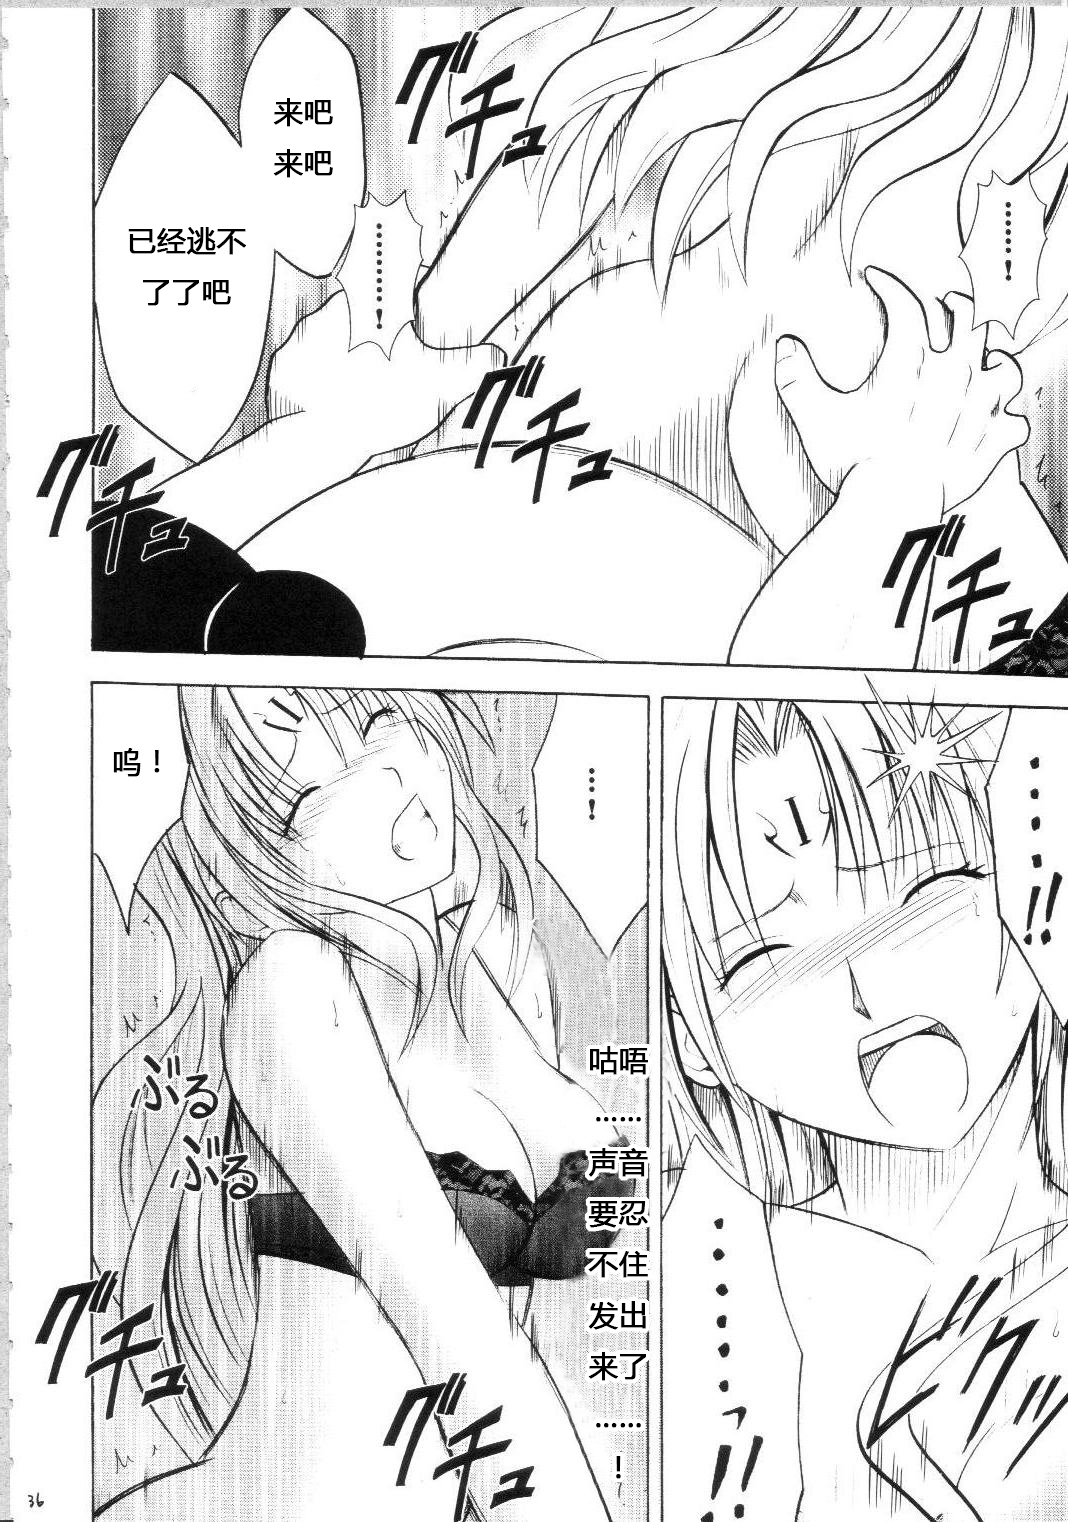 グチュ
来吧
来吧
………!
………!
已经逃不
了了吧
グチュ
グチュ
グチュ
……!!
…!
呜！
ぶる
ぶる
咕唔
……
声音
要忍
不住
发出
来了
……
！
………っ!!
ビクッ
グチュ
グチュ
36